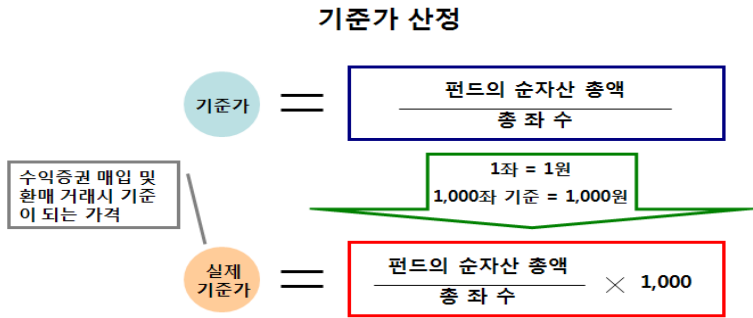 기준가 산정
기준가
펀드의 순자산 총액
총 좌 수
1좌 = 1원
1,000좌 기준 = 1,000원
수익증권 매입 및
환매 거래시 기준
이 되는 가격
실제
기준가
펀드의 순자산 총액
총 좌 수
× 1,000